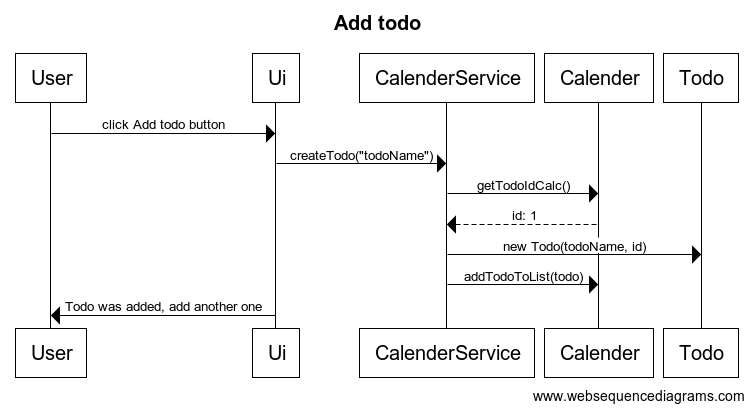 Add todo
User Ui CalenderService Calender Todo
click Add todo button
createTodo("todoName")
getTodoIdCalc()
id: 1
new Todo(todoName, id)
addTodoToList(todo)
Todo was added, add another one
User Ui CalenderService Calender Todo
www.websequencediagrams.com